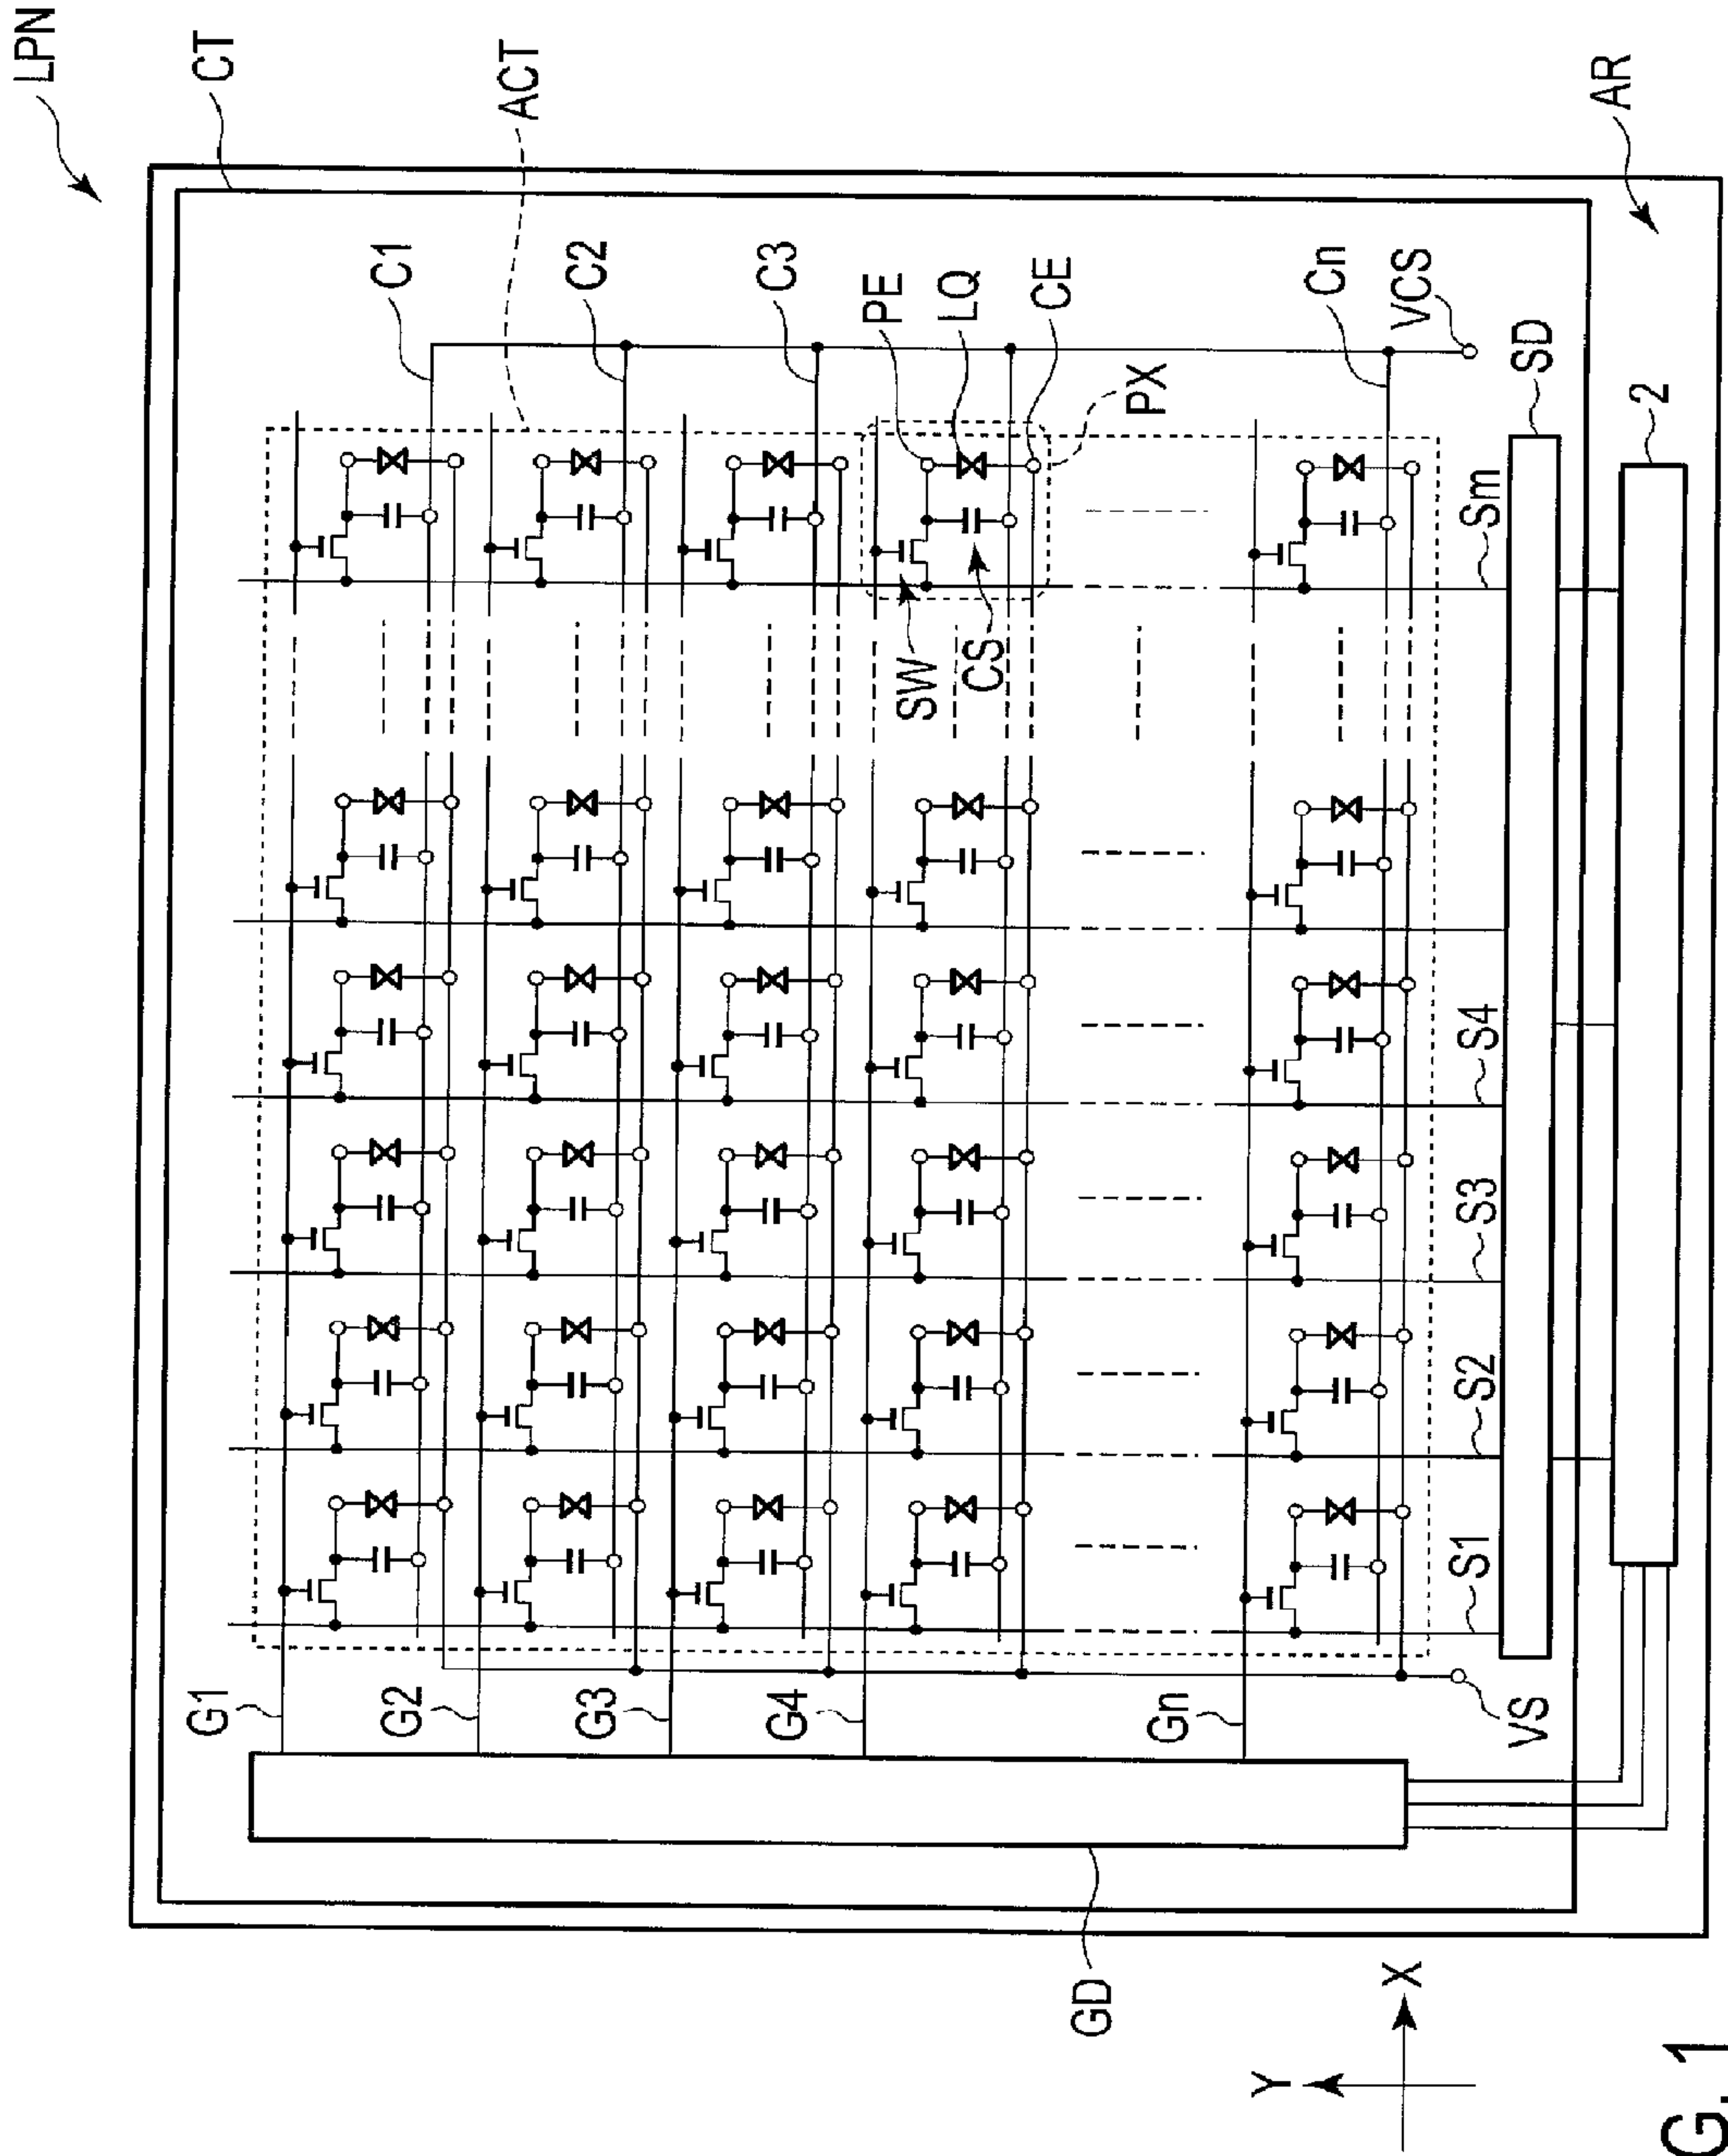 LPN
CT
ACT
C1
C2
C3
PE
LQ
CE
PX
Cn
VCS
AR
SD
2
Sm
SW
CS
S4
S3
S2
S1
G1
G2
G3
G4
Gn
VS
GD
Y
X
G. 1